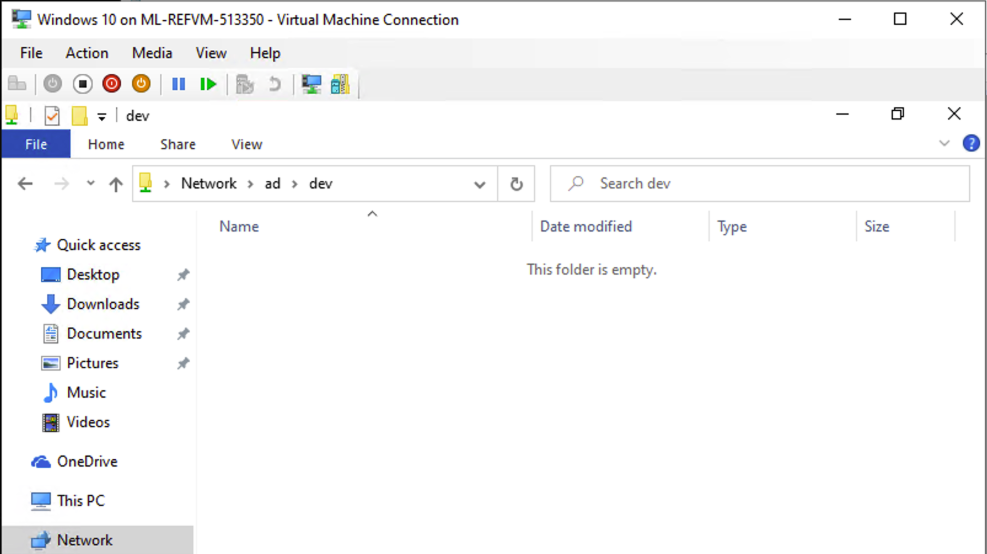 Windows 10 on ML-REFVM-513350 - Virtual Machine Connection
File Action Media View Help
dev
File Home Share View
Network ad dev
Search dev
Name Date modified Type Size
This folder is empty.
Quick access
Desktop
Downloads
Documents
Pictures
Music
Videos
OneDrive
This PC
Network